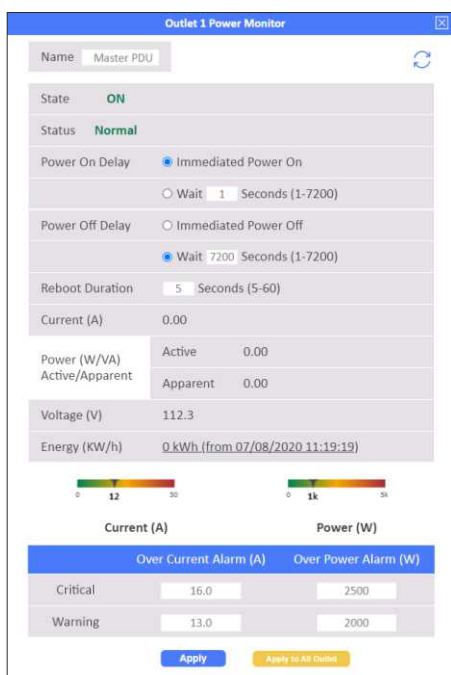 Outlet 1 Power Monitor
Name Master PDU
State ON
Status Normal
Power On Delay Immediated Power On
Wait 1 Seconds (1-7200)
Power Off Delay Immediated Power Off
Wait 7200 Seconds (1-7200)
Reboot Duration 5 Seconds (5-60)
Current (A) 0.00
Power (W/VA)
Active/Apparent
Active 0.00
Apparent 0.00
Voltage (V) 112.3
Energy (KW/h) 0 kWh (from 07/08/2020 11:19:19)
0 12 30 0 1k 5k
Current (A) Power (W)
Over Current Alarm (A) Over Power Alarm (W)
Critical 16.0 2500
Warning 13.0 2000
Apply Apply to All Outlet